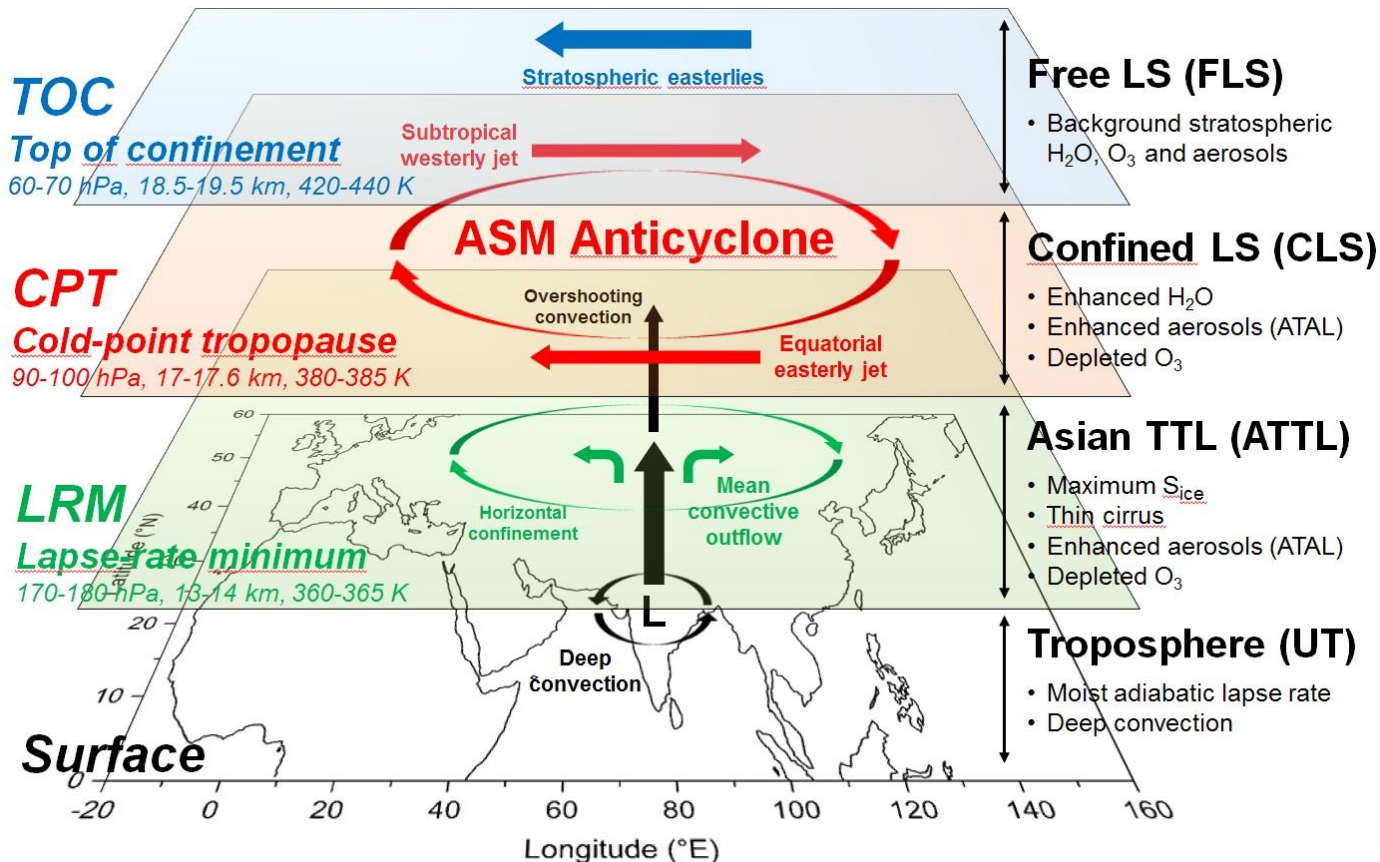 Stratospheric easterlies
TOC
Top of confinement
60-70 hPa, 18.5-19.5 km, 420-440 K
Free LS (FLS)
• Background stratospheric
H₂O, O₃ and aerosols
Subtropical
westerly jet
ASM Anticyclone
CPT
Cold-point tropopause
90-100 hPa, 17-17.6 km, 380-385 K
Overshooting
convection
Equatorial
easterly jet
Confined LS (CLS)
• Enhanced H₂O
• Enhanced aerosols (ATAL)
• Depleted O₃
LRM
Lapse-rate minimum
170-180 hPa, 13-14 km, 360-365 K
Horizontal
confinement
Mean
convective
outflow
Asian TTL (ATTL)
• Maximum Sᵢcₑ
• Thin cirrus
• Enhanced aerosols (ATAL)
• Depleted O₃
L
Deep
convection
Troposphere (UT)
• Moist adiabatic lapse rate
• Deep convection
Surface
60
50
40
30
20
10
0
Latitude (°N)
-20 0 20 40 60 80 100 120 140 160
Longitude (°E)